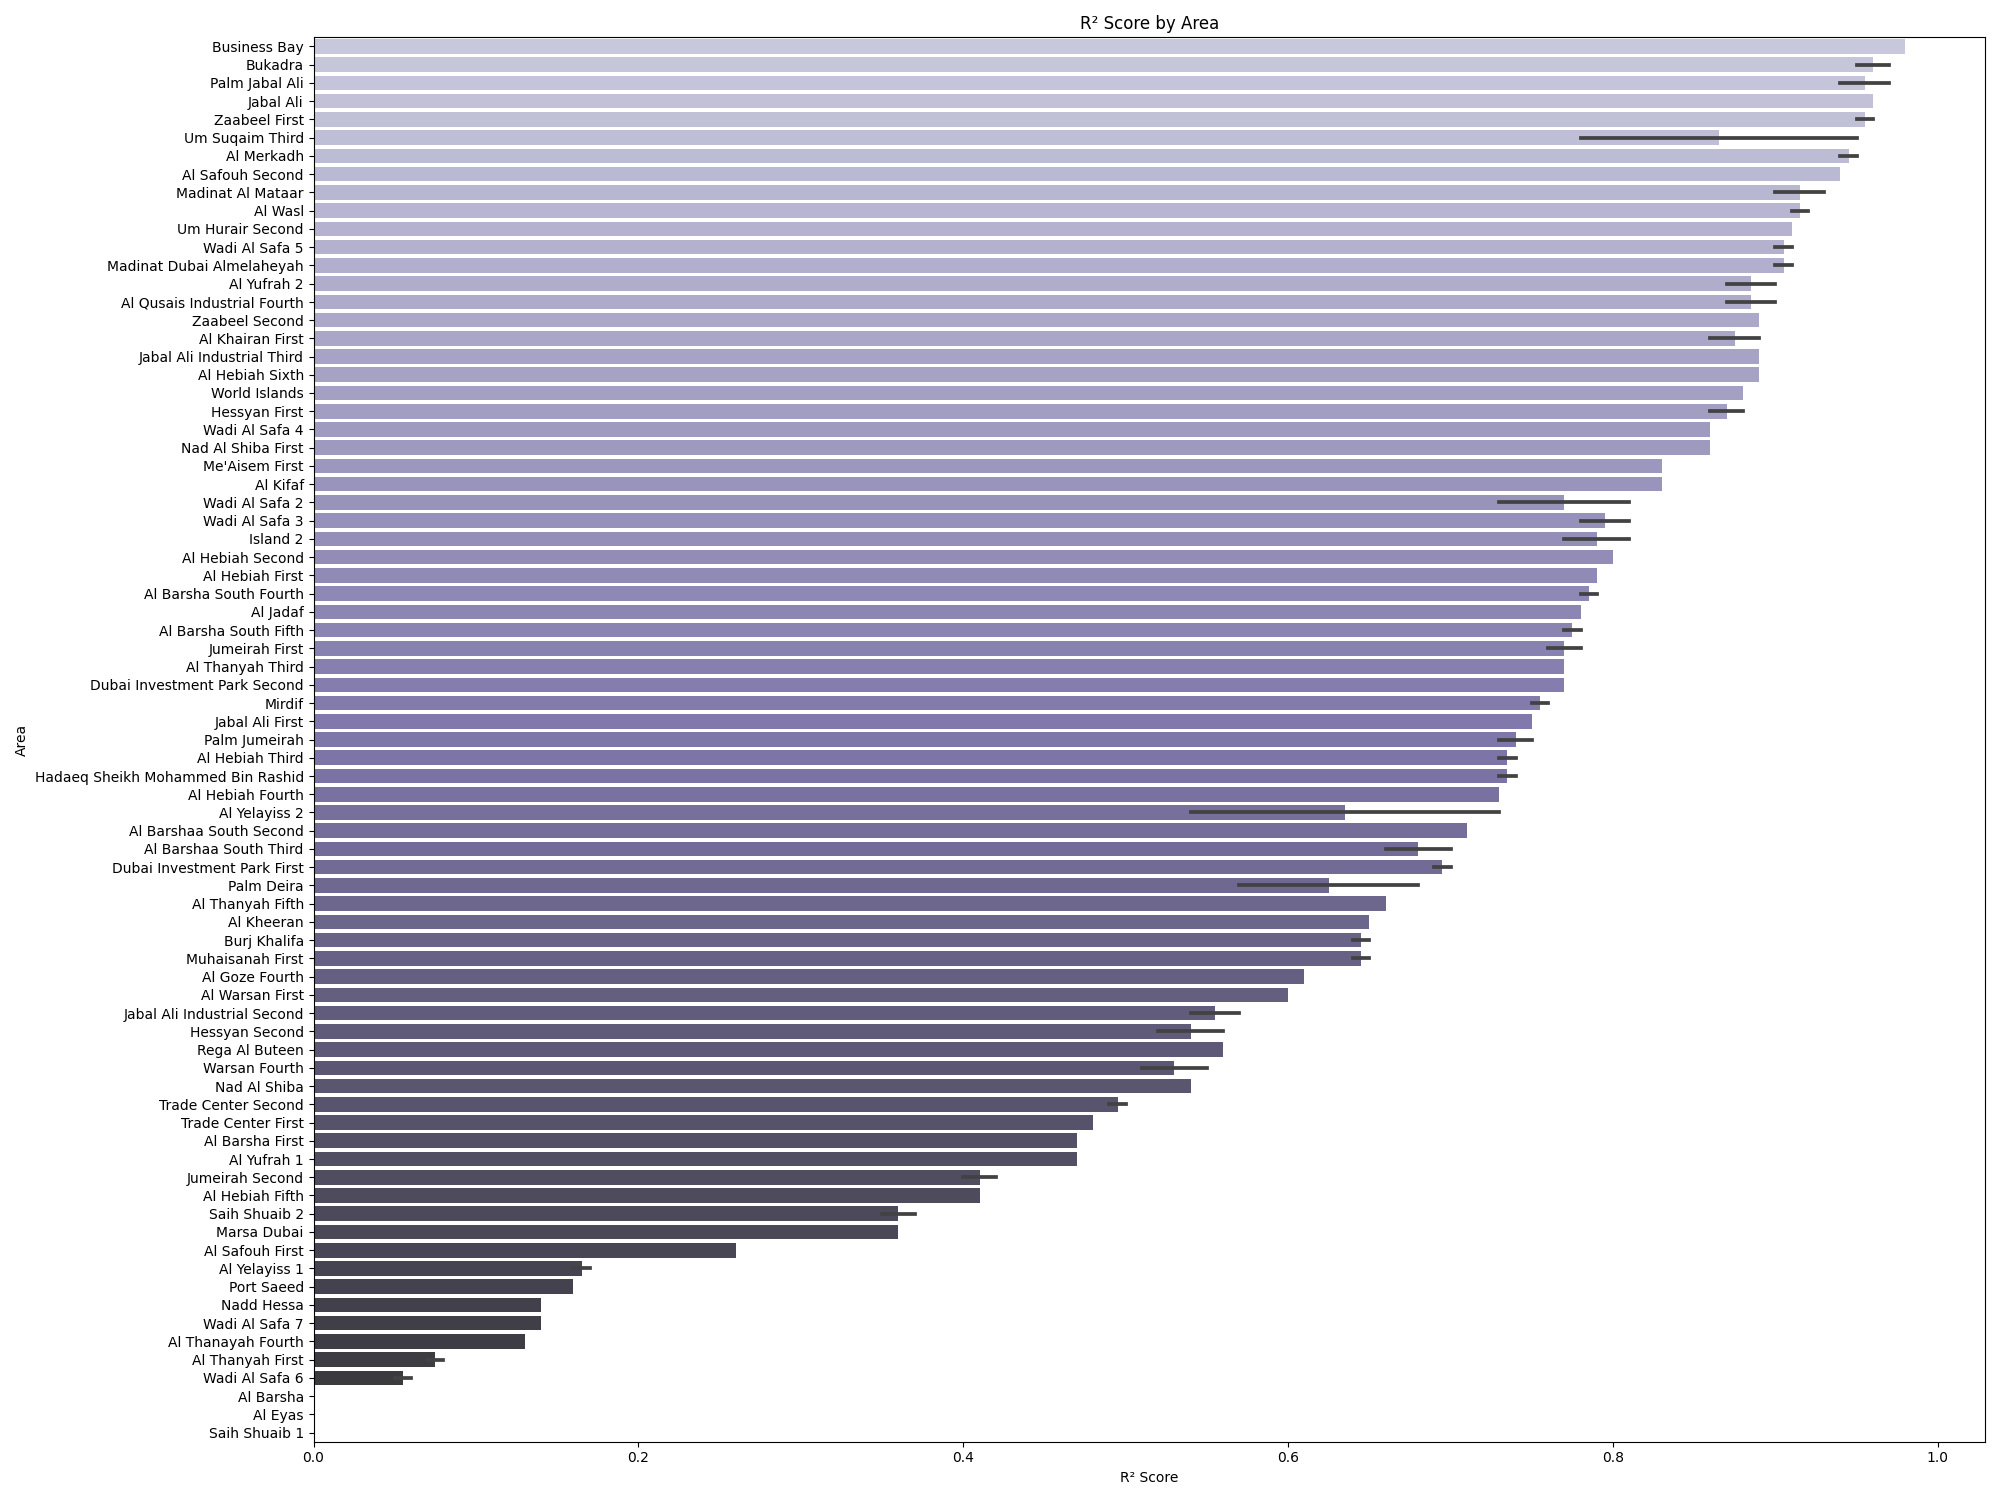 R² Score by Area
Business Bay
Bukadra
Palm Jabal Ali
Jabal Ali
Zaabeel First
Um Suqaim Third
Al Merkadh
Al Safouh Second
Madinat Al Mataar
Al Wasl
Um Hurair Second
Wadi Al Safa 5
Madinat Dubai Almelaheyah
Al Yufrah 2
Al Qusais Industrial Fourth
Zaabeel Second
Al Khairan First
Jabal Ali Industrial Third
Al Hebiah Sixth
World Islands
Hessyan First
Wadi Al Safa 4
Nad Al Shiba First
Me'Aisem First
Al Kifaf
Wadi Al Safa 2
Wadi Al Safa 3
Island 2
Al Hebiah Second
Al Hebiah First
Al Barsha South Fourth
Al Jadaf
Al Barsha South Fifth
Jumeirah First
Al Thanyah Third
Dubai Investment Park Second
Mirdif
Jabal Ali First
Palm Jumeirah
Al Hebiah Third
Hadaeq Sheikh Mohammed Bin Rashid
Al Hebiah Fourth
Al Yelayiss 2
Al Barshaa South Second
Al Barshaa South Third
Dubai Investment Park First
Palm Deira
Al Thanyah Fifth
Al Kheeran
Burj Khalifa
Muhaisanah First
Al Goze Fourth
Al Warsan First
Jabal Ali Industrial Second
Hessyan Second
Rega Al Buteen
Warsan Fourth
Nad Al Shiba
Trade Center Second
Trade Center First
Al Barsha First
Al Yufrah 1
Jumeirah Second
Al Hebiah Fifth
Saih Shuaib 2
Marsa Dubai
Al Safouh First
Al Yelayiss 1
Port Saeed
Nadd Hessa
Wadi Al Safa 7
Al Thanayah Fourth
Al Thanyah First
Wadi Al Safa 6
Al Barsha
Al Eyas
Saih Shuaib 1
Area
0.0 0.2 0.4 0.6 0.8 1.0
R² Score